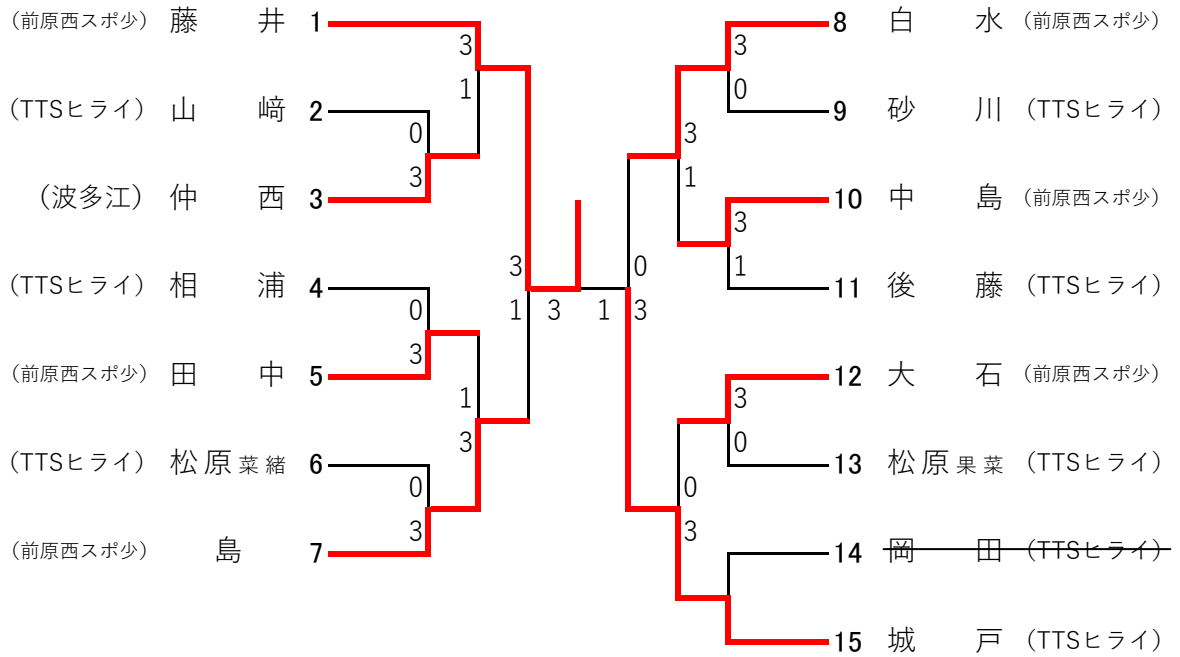 (前原西スポ少) 藤 井 1
3
1
(TTSヒライ) 山 﨑 2
0
3
(波多江) 仲 西 3
3
1 3
(TTSヒライ) 相 浦 4
0
3
(前原西スポ少) 田 中 5
1
3
(TTSヒライ) 松原 菜緒 6
0
3
(前原西スポ少) 島 7
8 白 水 (前原西スポ少)
3
0
9 砂 川 (TTSヒライ)
3
1
10 中 島 (前原西スポ少)
3
1
0
1 3
11 後 藤 (TTSヒライ)
12 大 石 (前原西スポ少)
3
0
13 松原 果菜 (TTSヒライ)
0
3
14 岡 田 (TTSヒライ)
15 城 戸 (TTSヒライ)